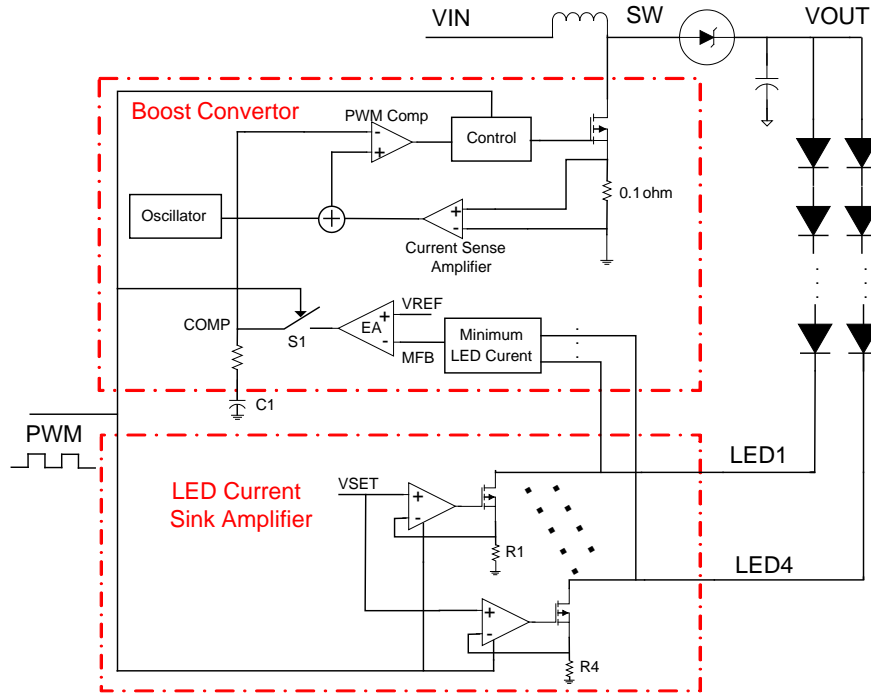 VIN
SW
VOUT
Boost Convertor
PWM Comp
-
+
Control
0.1 ohm
Oscillator
+
+
-
Current Sense
Amplifier
COMP
S1
EA
+
-
VREF
MFB
Minimum
LED Curent
C1
PWM
LED1
LED Current
Sink Amplifier
VSET
+
-
R1
LED4
+
-
R4